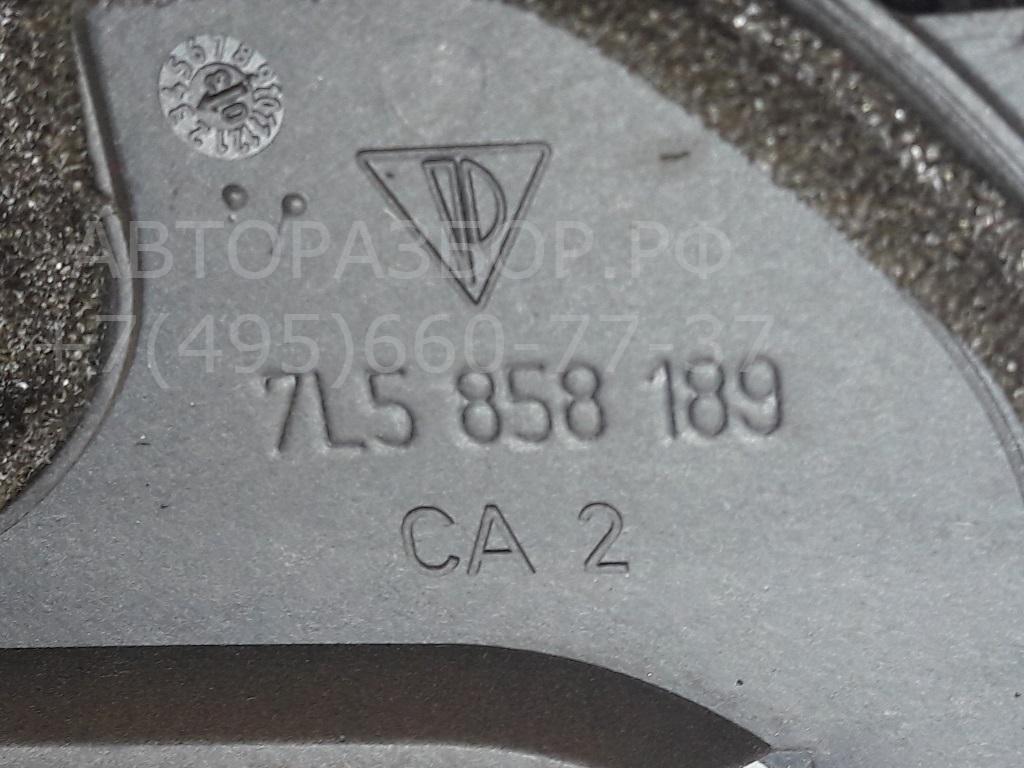 АВТОРАЗБОР.РФ
+7(495)660-77-37
7L5 858 189
CA 2